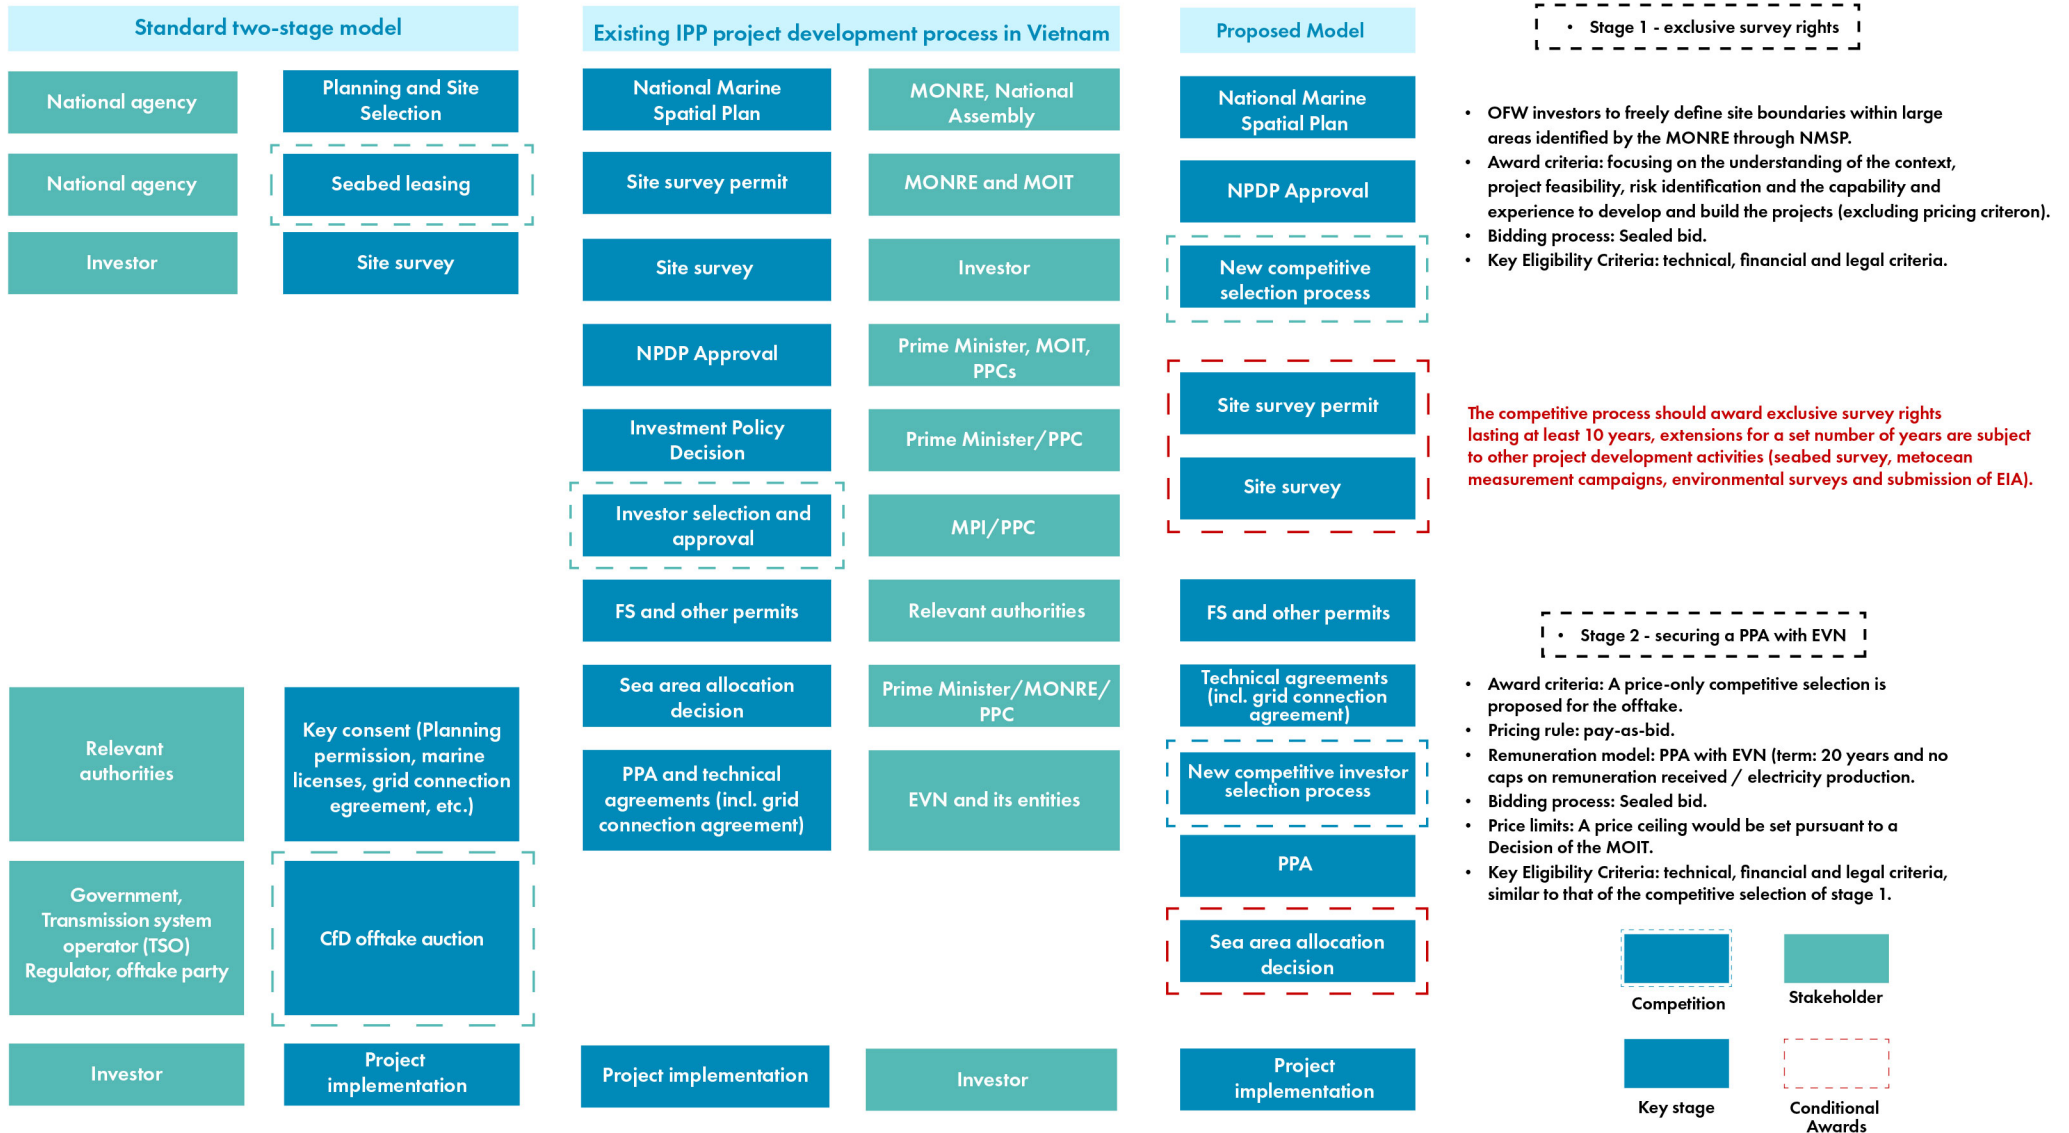 Standard two-stage model
National agency
Planning and Site
Selection
National agency
Seabed leasing
Investor
Site survey
Relevant
authorities
Key consent (Planning
permission, marine
licenses, grid connection
egreement, etc.)
Government,
Transmission system
operator (TSO)
Regulator, offtake party
CfD offtake auction
Investor
Project
implementation
Existing IPP project development process in Vietnam
National Marine
Spatial Plan
MONRE, National
Assembly
Site survey permit
MONRE and MOIT
Site survey
Investor
NPDP Approval
Prime Minister, MOIT,
PPCs
Investment Policy
Decision
Prime Minister/PPC
Investor selection and
approval
MPI/PPC
FS and other permits
Relevant authorities
Sea area allocation
decision
Prime Minister/MONRE/
PPC
PPA and technical
agreements (incl. grid
connection agreement)
EVN and its entities
Project implementation
Investor
Proposed Model
National Marine
Spatial Plan
NPDP Approval
New competitive
selection process
Site survey permit
Site survey
FS and other permits
Technical agreements
(incl. grid connection
agreement)
New competitive investor
selection process
PPA
Sea area allocation
decision
Project
implementation
• Stage 1 - exclusive survey rights
• OFW investors to freely define site boundaries within large
areas identified by the MONRE through NMSP.
• Award criteria: focusing on the understanding of the context,
project feasibility, risk identification and the capability and
experience to develop and build the projects (excluding pricing criteron).
• Bidding process: Sealed bid.
• Key Eligibility Criteria: technical, financial and legal criteria.
The competitive process should award exclusive survey rights
lasting at least 10 years, extensions for a set number of years are subject
to other project development activities (seabed survey, metocean
measurement campaigns, environmental surveys and submission of EIA).
• Stage 2 - securing a PPA with EVN
• Award criteria: A price-only competitive selection is
proposed for the offtake.
• Pricing rule: pay-as-bid.
• Remuneration model: PPA with EVN (term: 20 years and no
caps on remuneration received / electricity production.
• Bidding process: Sealed bid.
• Price limits: A price ceiling would be set pursuant to a
Decision of the MOIT.
• Key Eligibility Criteria: technical, financial and legal criteria,
similar to that of the competitive selection of stage 1.
Competition
Stakeholder
Key stage
Conditional
Awards